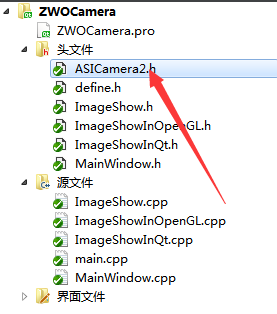 ZWOCamera
ZWOCamera.pro
头文件
ASICamera2.h
define.h
ImageShow.h
ImageShowInOpenGL.h
ImageShowInQt.h
MainWindow.h
源文件
ImageShow.cpp
ImageShowInOpenGL.cpp
ImageShowInQt.cpp
main.cpp
MainWindow.cpp
界面文件